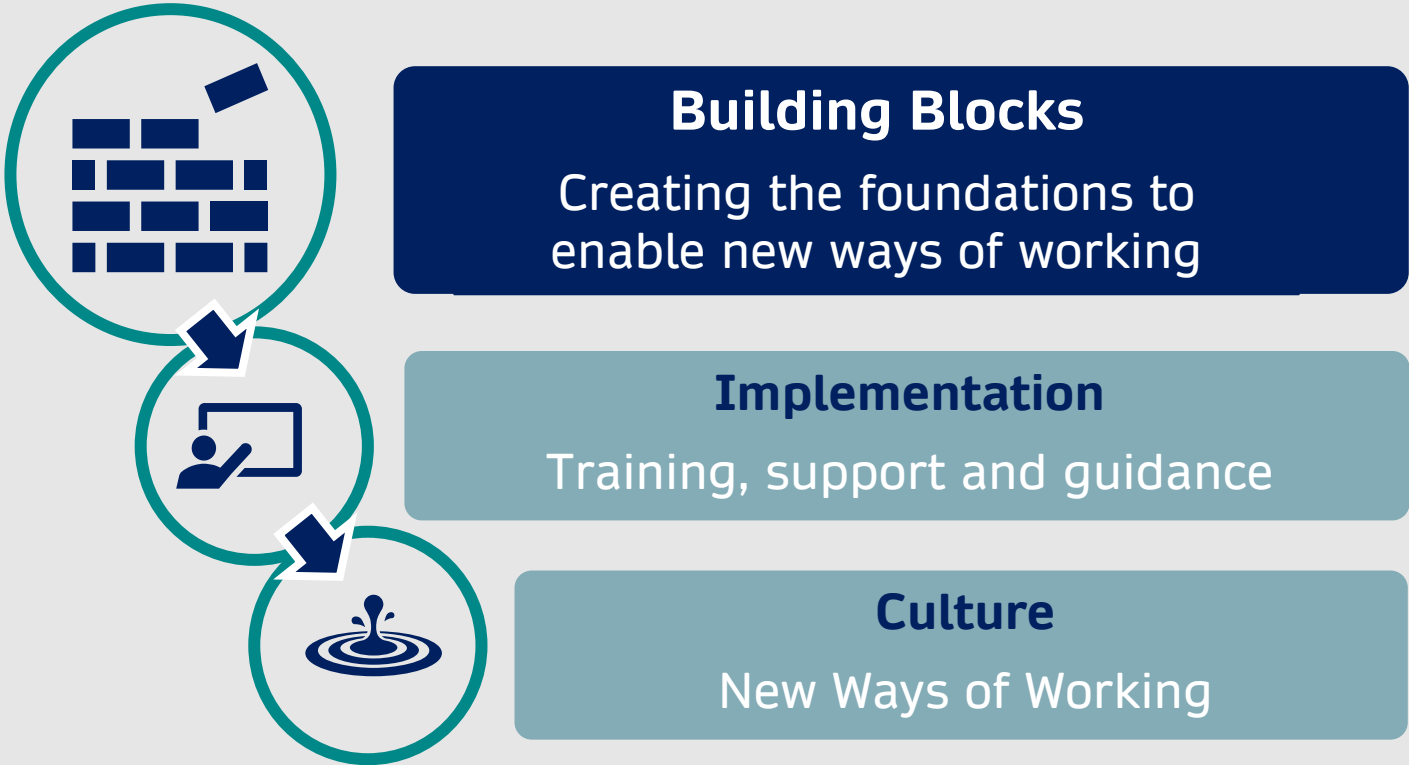 Building Blocks
Creating the foundations to
enable new ways of working
Implementation
Training, support and guidance
Culture
New Ways of Working